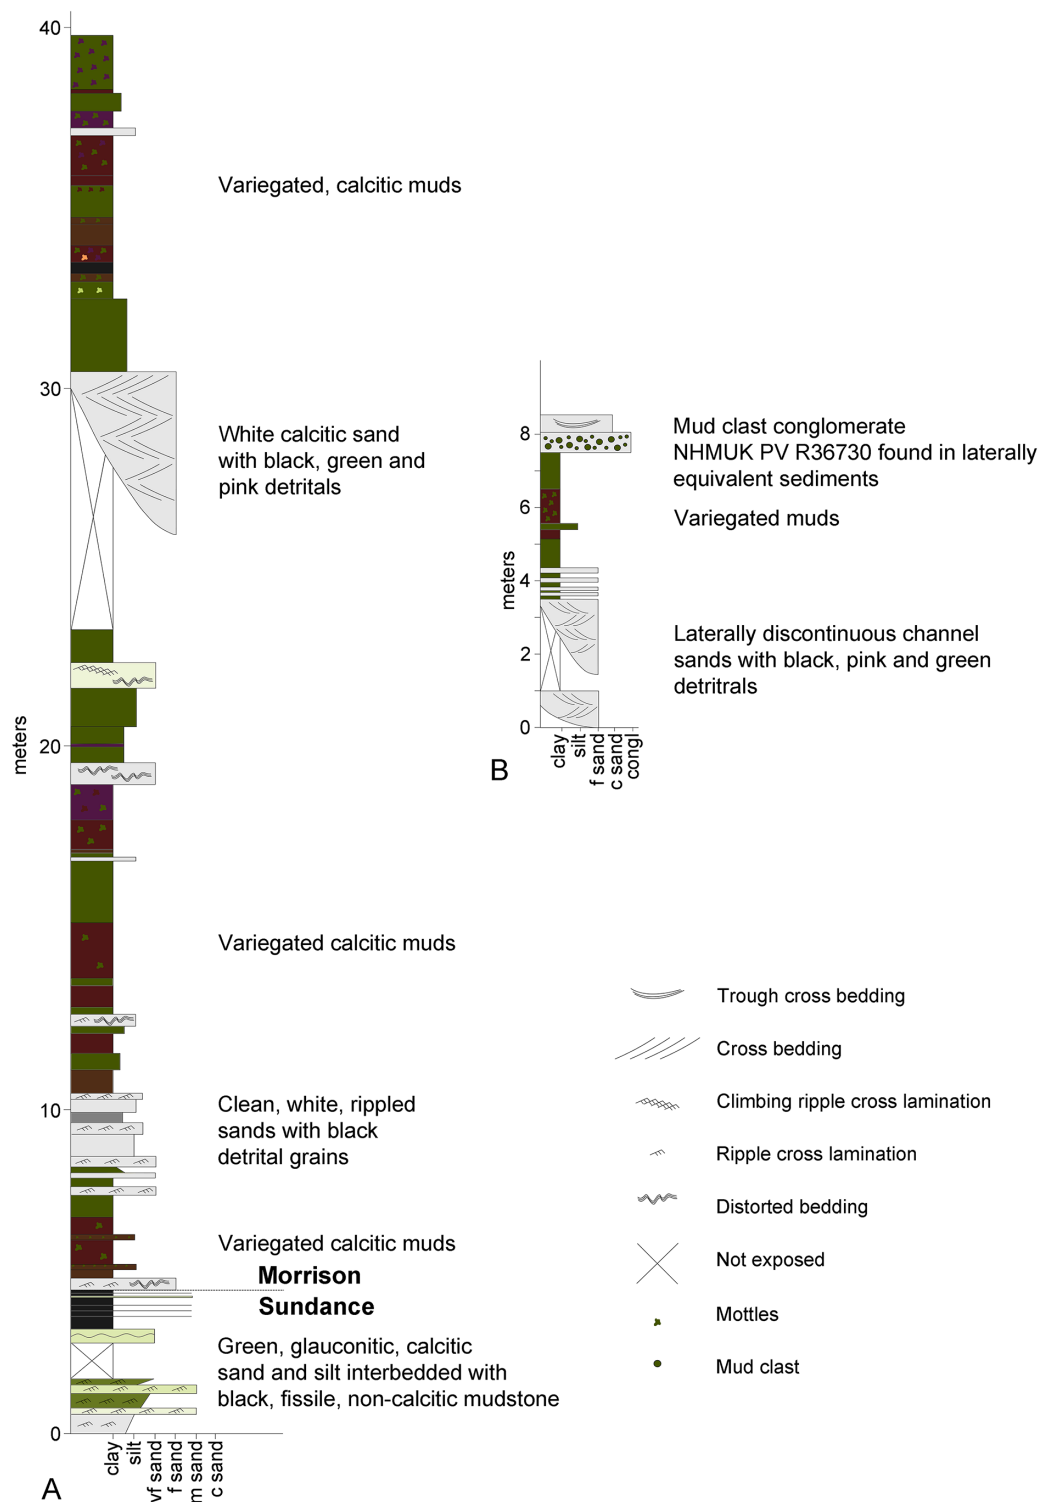 40
Variegated, calcitic muds
30
White calcitic sand
with black, green and
pink detritals
meters
20
Variegated calcitic muds
10
Clean, white, rippled
sands with black
detrital grains
Variegated calcitic muds
Morrison
Sundance
Green, glauconitic, calcitic
sand and silt interbedded with
black, fissile, non-calcitic mudstone
0
clay
silt
vf sand
f sand
m sand
c sand
A
8
Mud clast conglomerate
NHMUK PV R36730 found in laterally
equivalent sediments
6
Variegated muds
meters
4
2
Laterally discontinuous channel
sands with black, pink and green
detritrals
0
clay
silt
f sand
c sand
congl
B
Trough cross bedding
Cross bedding
Climbing ripple cross lamination
Ripple cross lamination
Distorted bedding
Not exposed
Mottles
Mud clast